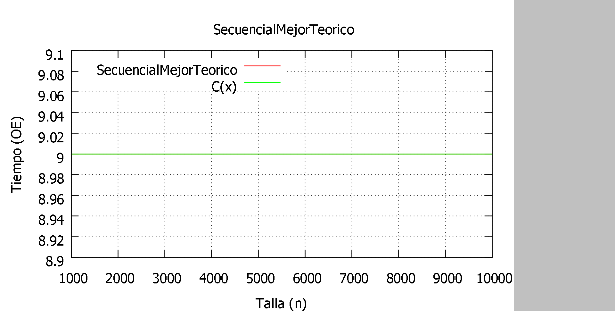 SecuencialMejorTeorico
SecuencialMejorTeorico
C(x)
9.1
9.08
9.06
9.04
9.02
9
8.98
8.96
8.94
8.92
8.9
Tiempo (OE)
1000 2000 3000 4000 5000 6000 7000 8000 9000 10000
Talla (n)